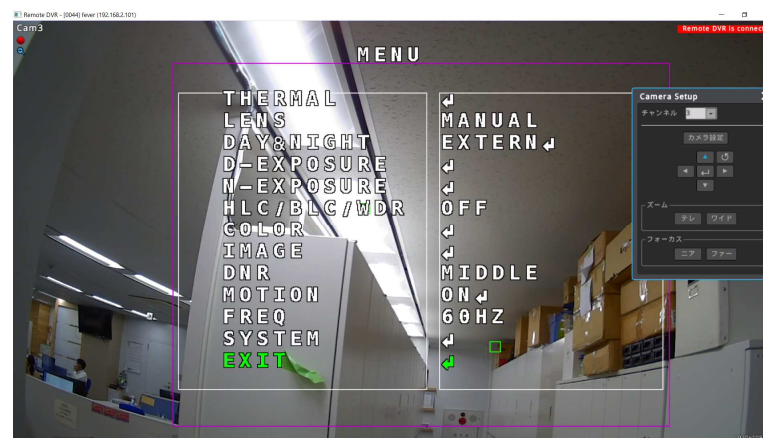 Remote DVR - [0044] fever (192.168.2.101)
Cam3
Remote DVR is connec
MENU
THERMAL ↲
LENS MANUAL
DAY&NIGHT EXTERN↲
D-EXPOSURE ↲
N-EXPOSURE ↲
HLC/BLC/WDR OFF
COLOR ↲
IMAGE ↲
DNR MIDDLE
MOTION ON↲
FREQ 60HZ
SYSTEM ↲
EXIT ↲
Camera Setup
チャンネル 3
カメラ設定
ズーム
テレ ワイド
フォーカス
ニア ファー